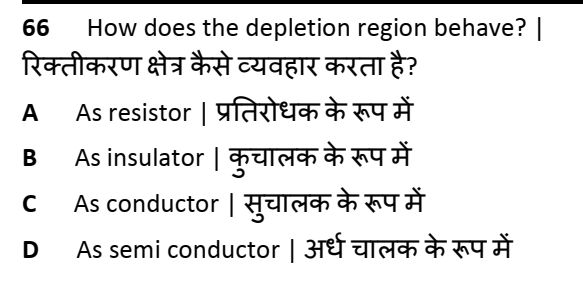 66 How does the depletion region behave? |
रिक्तीकरण क्षेत्र कैसे व्यवहार करता है?
A As resistor | प्रतिरोधक के रूप में
B As insulator | कुचालक के रूप में
C As conductor | सुचालक के रूप में
D As semi conductor | अर्ध चालक के रूप में